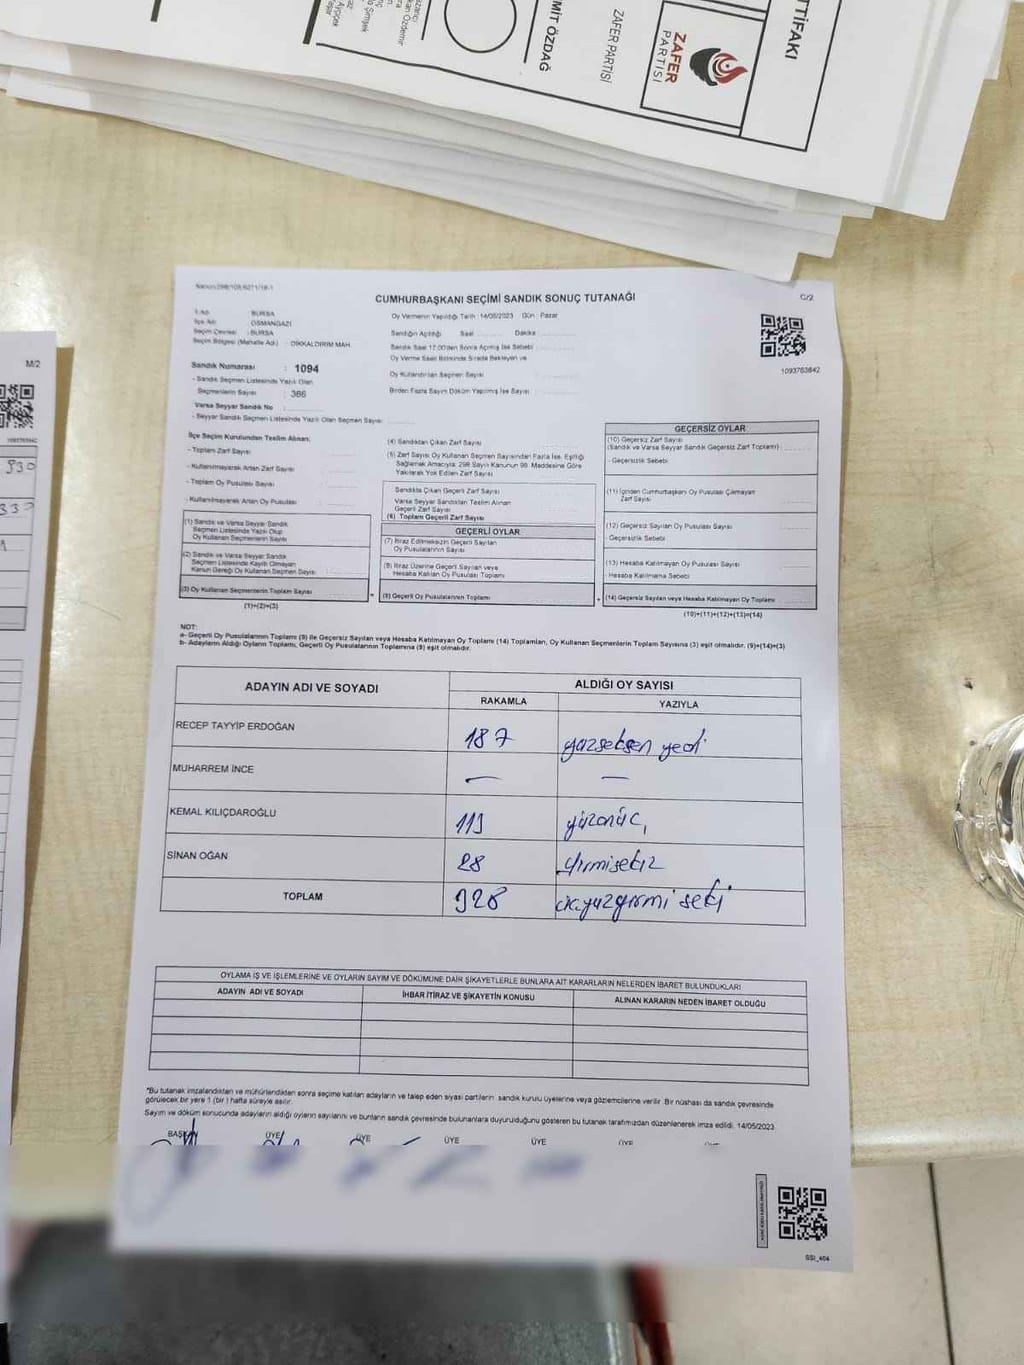 TTİFAKI
ZAFER PARTİSİ
ZAFER PARTİSİ
MİT ÖZDAĞ
M/2
330
C/2
CUMHURBAŞKANI SEÇİMİ SANDIK SONUÇ TUTANAĞI
1093763642
: BURSA
İlçe Adı : OSMANGAZİ
Seçim Çevresi : BURSA
Seçim Bölgesi (Mahalle Adı) : DİKKALDIRIM MAH.
Oy Vermenin Yapıldığı Tarih : 14/05/2023 Gün : Pazar
Sandığın Açıldığı Saat Dakika
Sandık Saat 17:00'den Sonra Açılmış İse Sebebi
Oy Verme Saati Bitiminde Sırada Bekleyen ve
Oy Kullandırılan Seçmen Sayısı
Birden Fazla Sayım Döküm Yapılmış İse Sayısı
Sandık Numarası : 1094
- Sandık Seçmen Listesinde Yazılı Olan
Seçmenlerin Sayısı : 366
Varsa Seyyar Sandık No :
- Seyyar Sandık Seçmen Listesinde Yazılı Olan Seçmen Sayısı
İlçe Seçim Kurulundan Teslim Alınan;
- Toplam Zarf Sayısı
- Kullanılmayarak Artan Zarf Sayısı
- Toplam Oy Pusulası Sayısı
- Kullanılmayarak Artan Oy Pusulası
(1) Sandık ve Varsa Seyyar Sandık
Seçmen Listesinde Yazılı Olup
Oy Kullanan Seçmenlerin Sayısı
(2) Sandık ve Varsa Seyyar Sandık
Seçmen Listesinde Kayıtlı Olmayan
Kanun Gereği Oy Kullanan Seçmen Sayısı
(3) Oy Kullanan Seçmenlerin Toplam Sayısı
(1)+(2)=(3)
(4) Sandıktan Çıkan Zarf Sayısı
(5) Zarf Sayısı Oy Kullanan Seçmen Sayısından Fazla İse, Eşitliği
Sağlamak Amacıyla; 298 Sayılı Kanunun 98. Maddesine Göre
Yakılarak Yok Edilen Zarf Sayısı
Sandıkta Çıkan Geçerli Zarf Sayısı
Varsa Seyyar Sandıktan Teslim Alınan
Geçerli Zarf Sayısı
(6) Toplam Geçerli Zarf Sayısı
GEÇERLİ OYLAR
(7) İtiraz Edilmeksizin Geçerli Sayılan
Oy Pusulalarının Sayısı
(8) İtiraz Üzerine Geçerli Sayılan veya
Hesaba Katılan Oy Pusulası Toplamı
(9) Geçerli Oy Pusulalarının Toplamı
GEÇERSİZ OYLAR
(10) Geçersiz Zarf Sayısı
(Sandık ve Varsa Seyyar Sandık Geçersiz Zarf Toplamı)
- Geçersizlik Sebebi
(11) İçinden Cumhurbaşkanı Oy Pusulası Çıkmayan
Zarf Sayısı
(12) Geçersiz Sayılan Oy Pusulası Sayısı
- Geçersizlik Sebebi
(13) Hesaba Katılmayan Oy Pusulası Sayısı
- Hesaba Katılmama Sebebi
(14) Geçersiz Sayılan veya Hesaba Katılmayan Oy Toplamı
(10)+(11)+(12)+(13)=(14)
NOT:
a- Geçerli Oy Pusulalarının Toplamı (9) ile Geçersiz Sayılan veya Hesaba Katılmayan Oy Toplamı (14) Toplamları, Oy Kullanan Seçmenlerin Toplam Sayısına (3) eşit olmalıdır. (9)+(14)=(3)
b- Adayların Aldığı Oyların Toplamı, Geçerli Oy Pusulalarının Toplamına (9) eşit olmalıdır.
ADAYIN ADI VE SOYADI ALDIĞI OY SAYISI
RAKAMLA YAZIYLA
RECEP TAYYİP ERDOĞAN 187 yüzseksen yedi
MUHARREM İNCE — —
KEMAL KILIÇDAROĞLU 113 yüzonüç
SİNAN OĞAN 28 yirmisekiz
TOPLAM 328
OYLAMA İŞ VE İŞLEMLERİNE VE OYLARIN SAYIM VE DÖKÜMÜNE DAİR ŞİKAYETLERLE BUNLARA AİT KARARLARIN NELERDEN İBARET BULUNDUKLARI
ADAYIN ADI VE SOYADI İHBAR İTİRAZ VE ŞİKAYETİN KONUSU ALINAN KARARIN NEDEN İBARET OLDUĞU
*Bu tutanak imzalandıktan ve mühürlendikten sonra seçime katılan adayların ve talep eden siyasi partilerin sandık kurulu üyelerine veya gözlemcilerine verilir. Bir nüshası da sandık çevresinde
görülecek bir yere 1 (bir) hafta süreyle asılır.
Sayım ve döküm sonucunda adayların aldığı oyların sayılarını ve bunların sandık çevresinde bulunanlara duyurulduğunu gösteren bu tutanak tarafımızdan düzenlenerek imza edildi. 14/05/2023
BAŞKAN ÜYE ÜYE ÜYE ÜYE ÜYE
SSI_404